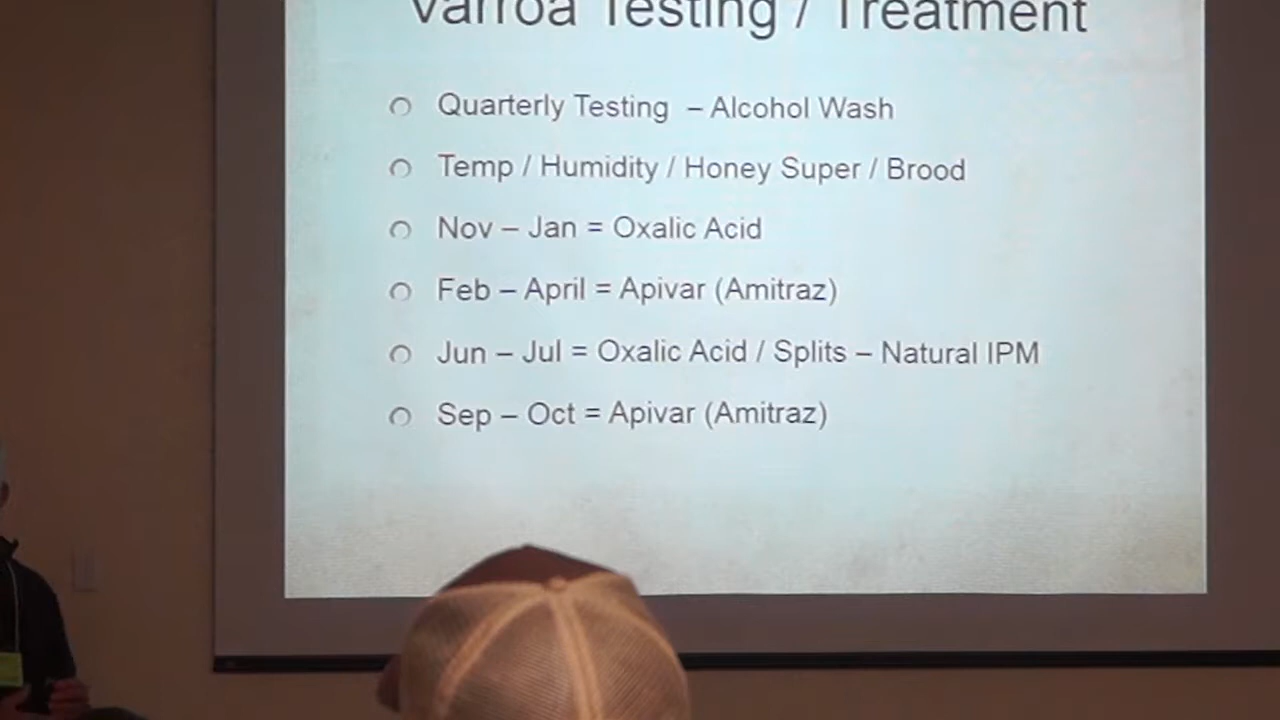 Varroa Testing / Treatment
Quarterly Testing – Alcohol Wash
Temp / Humidity / Honey Super / Brood
Nov – Jan = Oxalic Acid
Feb – April = Apivar (Amitraz)
Jun – Jul = Oxalic Acid / Splits – Natural IPM
Sep – Oct = Apivar (Amitraz)